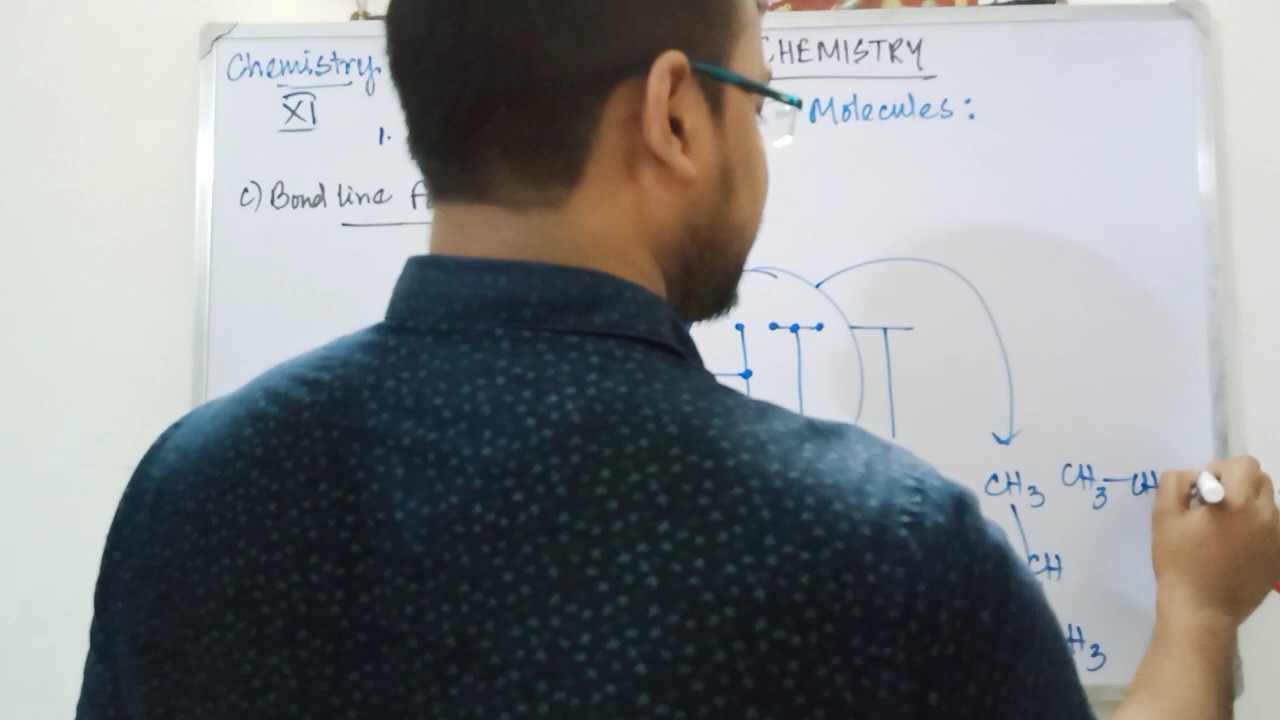 Chemistry CHEMISTRY
XI Molecules:
1.
c) Bond line
CH3 CH3-CH
CH
H3